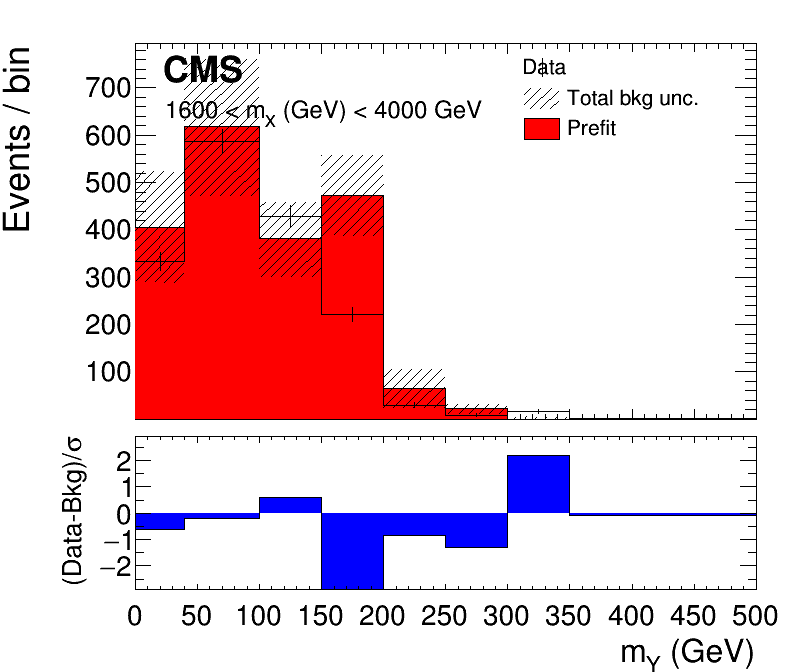 CMS
1600 < mX (GeV) < 4000 GeV
Data
Total bkg unc.
Prefit
Events / bin
700
600
500
400
300
200
100
(Data-Bkg)/σ
2
1
0
−1
−2
0 50 100 150 200 250 300 350 400 450 500
mY (GeV)